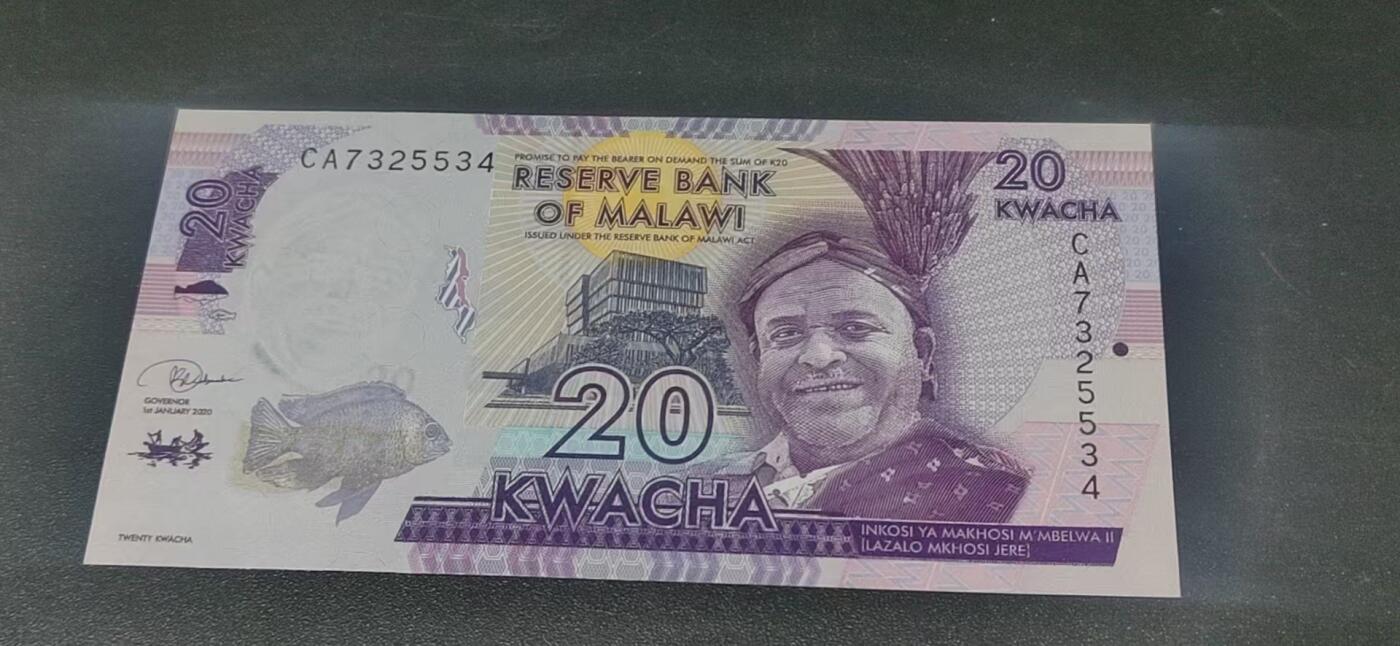 CA7325534
PROMISE TO PAY THE BEARER ON DEMAND THE SUM OF K20
RESERVE BANK
OF MALAWI
ISSUED UNDER THE RESERVE BANK OF MALAWI ACT
20
KWACHA
20
KWACHA
CA7325534
GOVERNOR
1st JANUARY 2020
20
KWACHA
TWENTY KWACHA
INKOSI YA MAKHOSI M'MBELWA II
[LAZALO MKHOSI JERE]